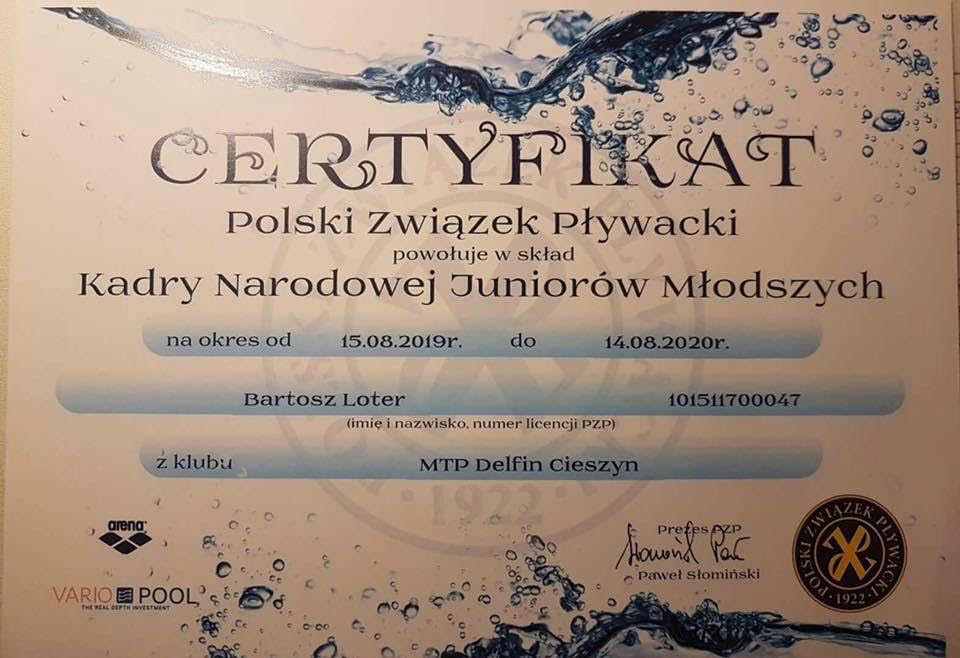 CERTYFIKAT
Polski Związek Pływacki
powołuje w skład
Kadry Narodowej Juniorów Młodszych
na okres od 15.08.2019r. do 14.08.2020r.
Bartosz Loter 101511700047
(imię i nazwisko, numer licencji PZP)
z klubu MTP Delfin Cieszyn
· 1922 ·
arena
VARIO POOL
THE REAL DEPTH INVESTMENT
Prezes PZP
Paweł Słomiński
POLSKI ZWIĄZEK PŁYWACKI
· 1922 ·